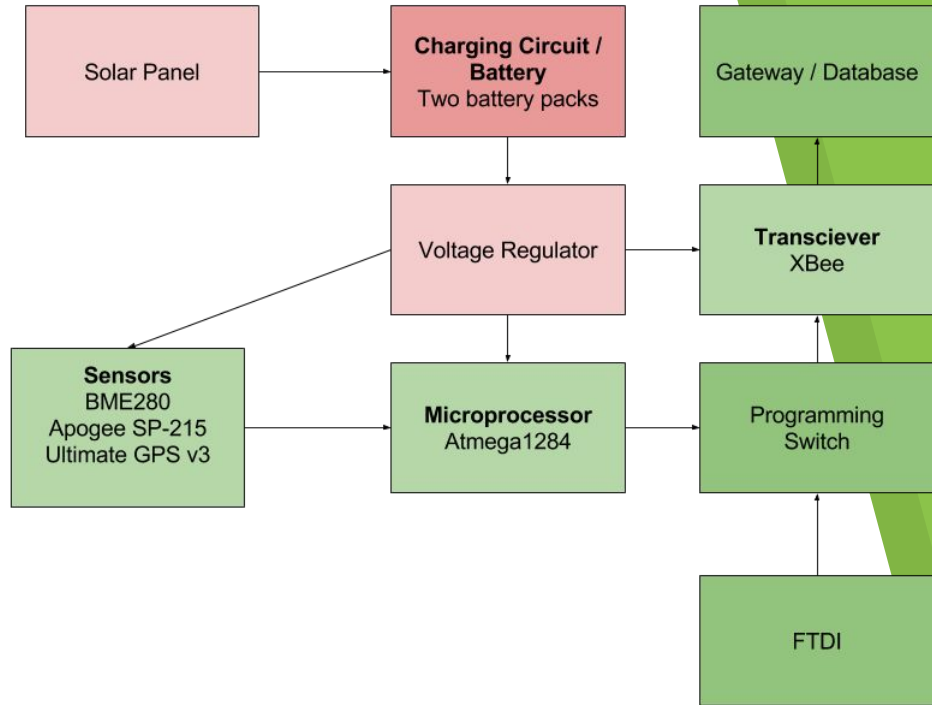 Solar Panel
Charging Circuit /
Battery
Two battery packs
Gateway / Database
Voltage Regulator
Transciever
XBee
Sensors
BME280
Apogee SP-215
Ultimate GPS v3
Microprocessor
Atmega1284
Programming
Switch
FTDI